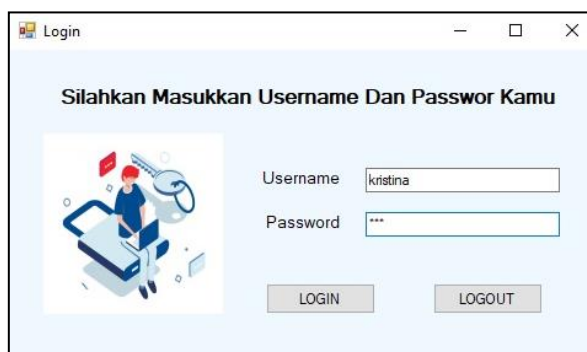 Login
Silahkan Masukkan Username Dan Passwor Kamu
Username kristina
Password ***
LOGIN LOGOUT